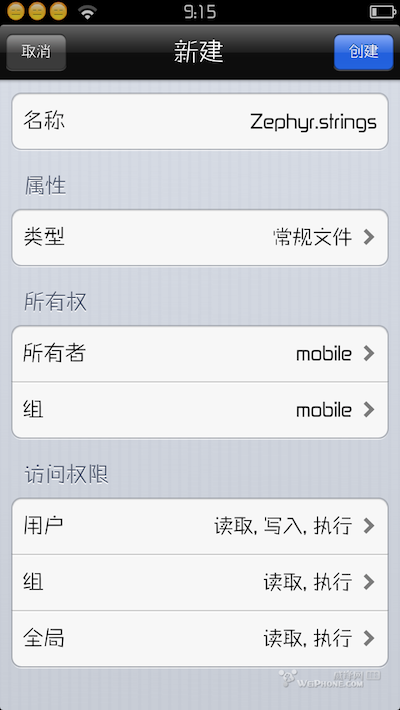 9:15
取消 新建 创建
名称 Zephyr.strings
属性
类型 常规文件
所有权
所有者 mobile
组 mobile
访问权限
用户 读取, 写入, 执行
组 读取, 执行
全局 读取, 执行
WEIPHONE.COM